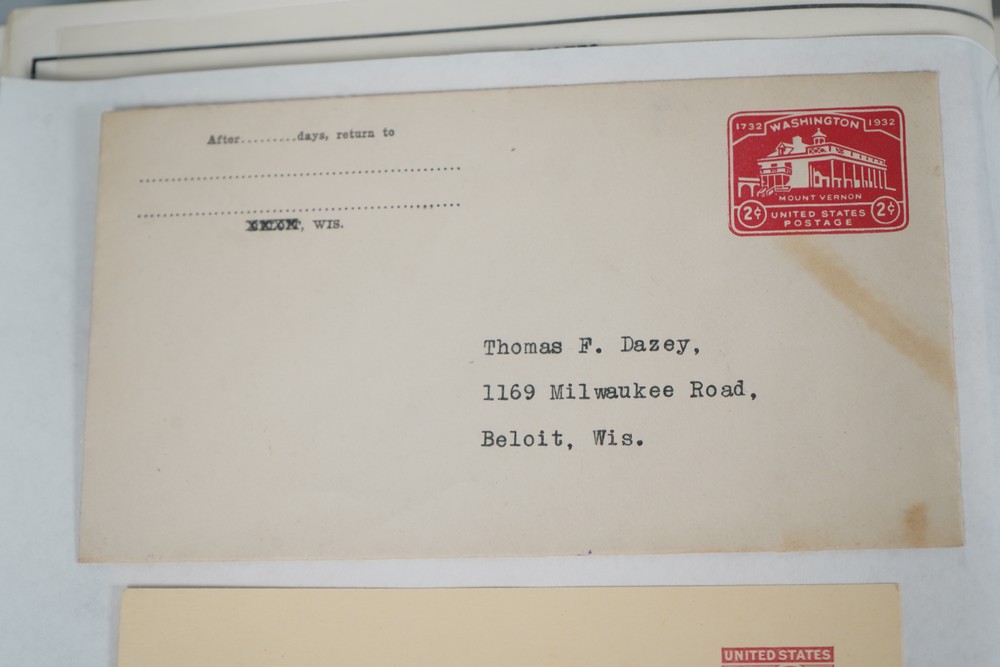 After.........days, return to
BELOIT, WIS.
1732 WASHINGTON 1932
MOUNT VERNON
2¢ UNITED STATES 2¢
POSTAGE
Thomas F. Dazey,
1169 Milwaukee Road,
Beloit, Wis.
UNITED STATES